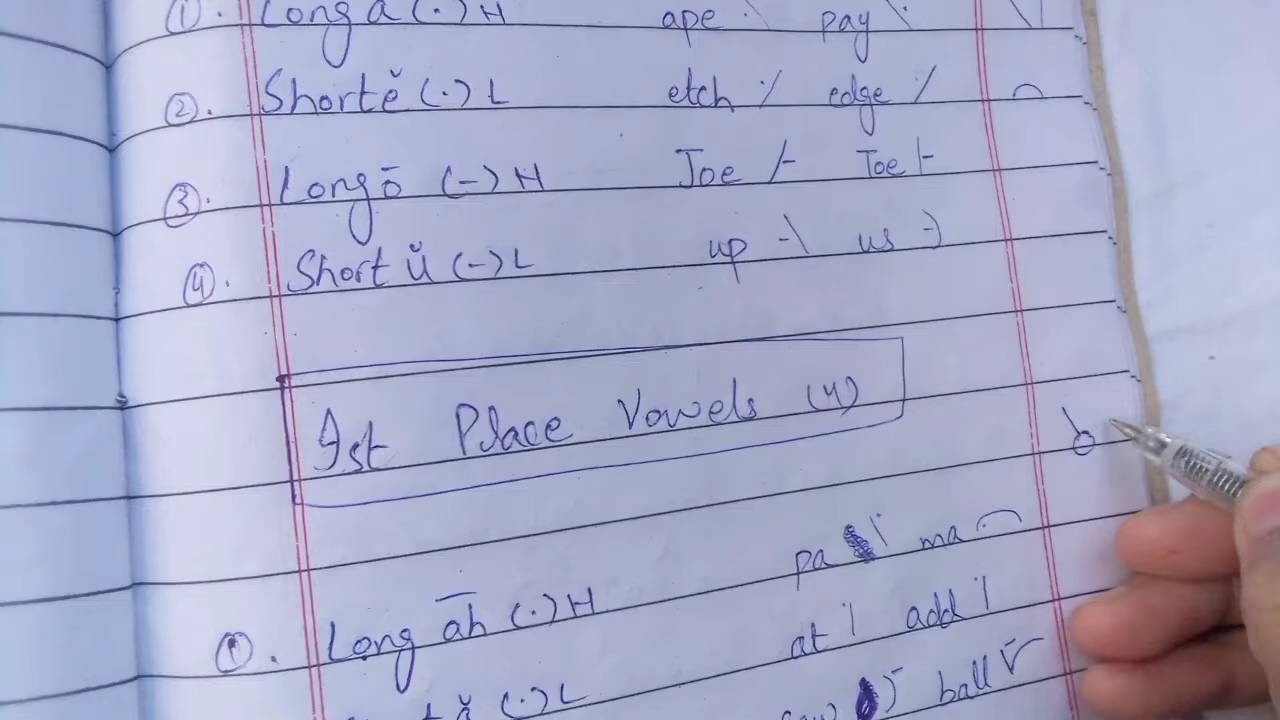 ①. Long ā (·) H ape pay
②. Short ĕ (·) L etch edge
③. Long ō (–) H Joe Toe
④. Short ŭ (–) L up us
Ist Place Vowels (4)
①. Long āh (·) H pa ma
at add
ă (·) L ball